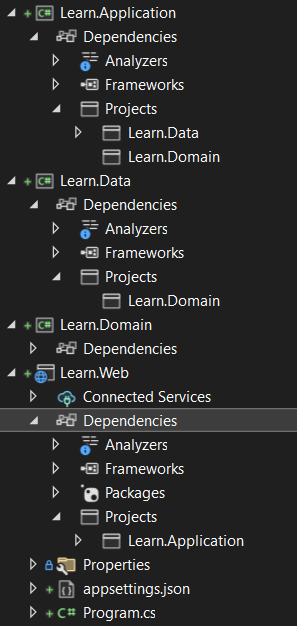 C# Learn.Application
Dependencies
Analyzers
Frameworks
Projects
Learn.Data
Learn.Domain
C# Learn.Data
Dependencies
Analyzers
Frameworks
Projects
Learn.Domain
C# Learn.Domain
Dependencies
Learn.Web
Connected Services
Dependencies
Analyzers
Frameworks
Packages
Projects
Learn.Application
Properties
appsettings.json
C# Program.cs